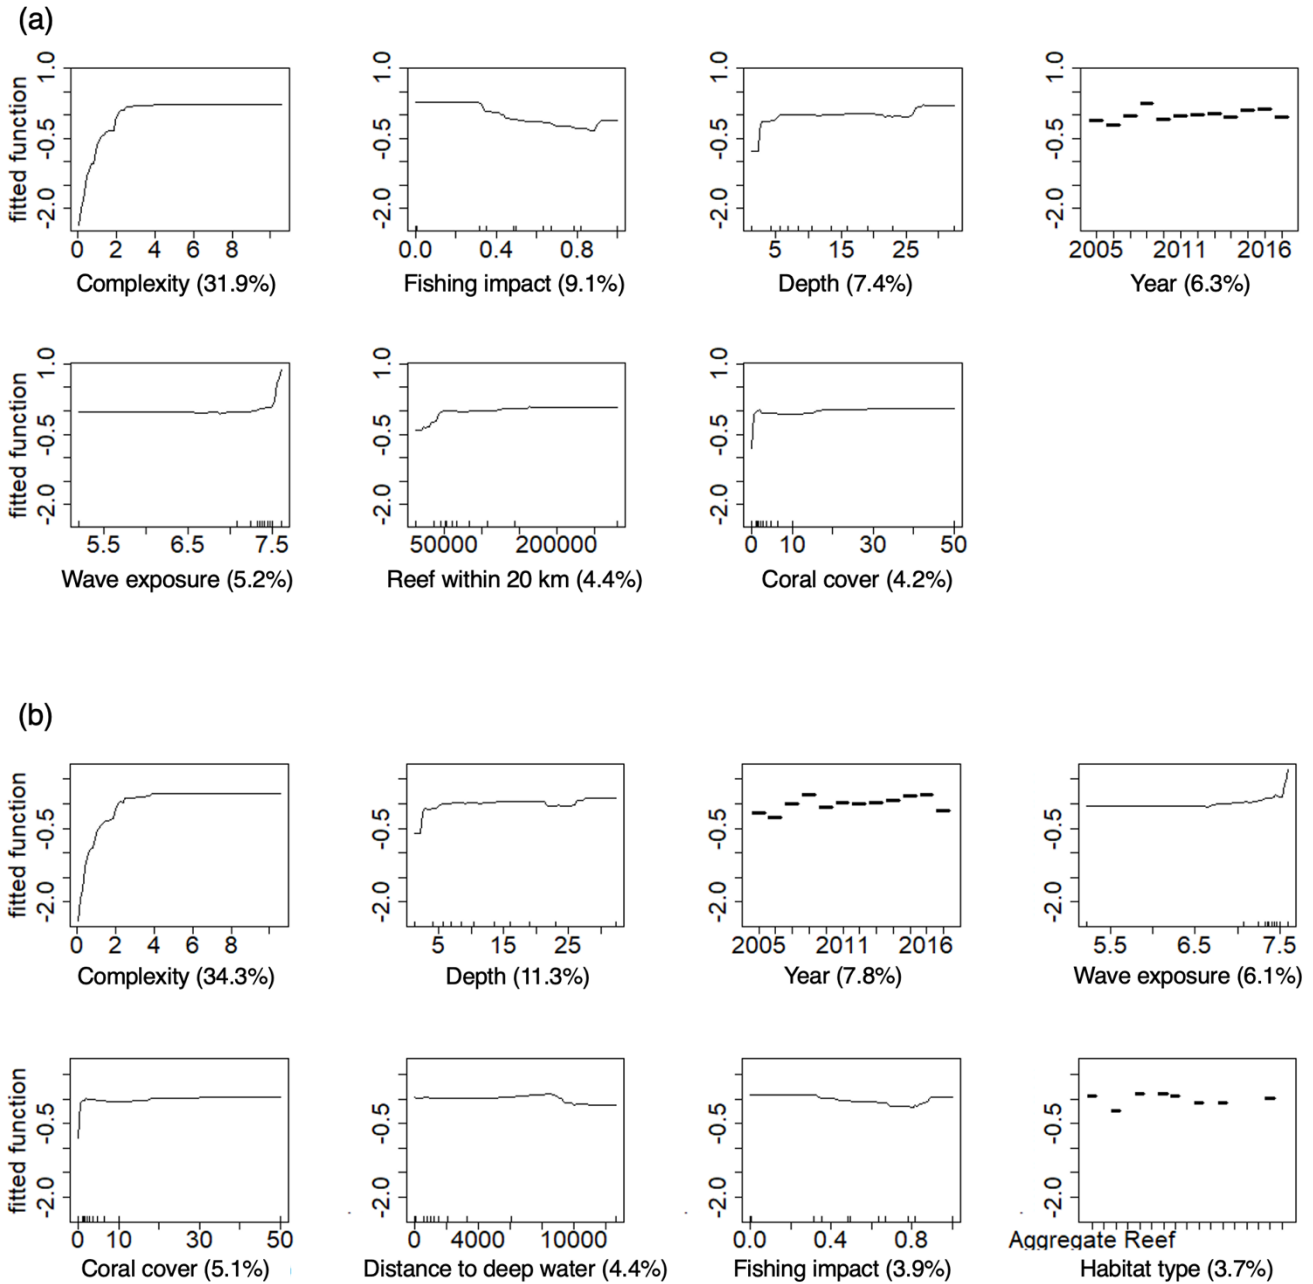 (a)
fitted function
1.0
-0.5
-2.0
0 2 4 6 8
Complexity (31.9%)
0.0 0.4 0.8
1.0
-0.5
-2.0
Fishing impact (9.1%)
1.0
-0.5
-2.0
5 15 25
Depth (7.4%)
1.0
-0.5
-2.0
2005 2011 2016
Year (6.3%)
fitted function
1.0
-0.5
-2.0
5.5 6.5 7.5
Wave exposure (5.2%)
1.0
-0.5
-2.0
50000 200000
Reef within 20 km (4.4%)
1.0
-0.5
-2.0
0 10 30 50
Coral cover (4.2%)
(b)
fitted function
-0.5
-2.0
0 2 4 6 8
Complexity (34.3%)
-0.5
-2.0
5 15 25
Depth (11.3%)
-0.5
-2.0
2005 2011 2016
Year (7.8%)
-0.5
-2.0
5.5 6.5 7.5
Wave exposure (6.1%)
fitted function
-0.5
-2.0
0 10 30 50
Coral cover (5.1%)
-0.5
-2.0
0 4000 10000
Distance to deep water (4.4%)
-0.5
-2.0
0.0 0.4 0.8
Fishing impact (3.9%)
-0.5
-2.0
Aggregate Reef
Habitat type (3.7%)